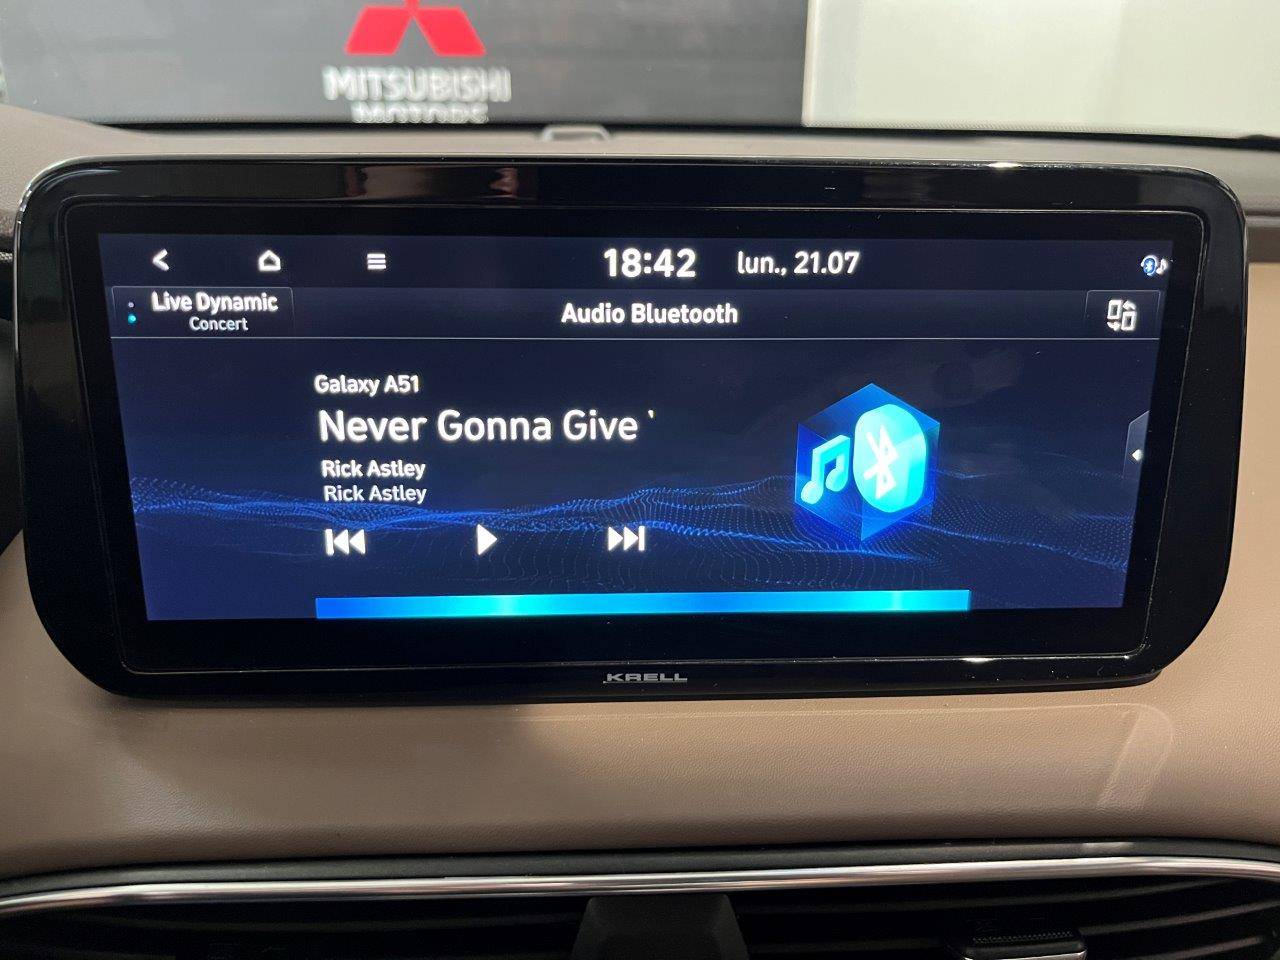 MITSUBISHI
MOTORS
18:42 lun., 21.07
Live Dynamic
Concert
Audio Bluetooth
Galaxy A51
Never Gonna Give
Rick Astley
Rick Astley
KRELL